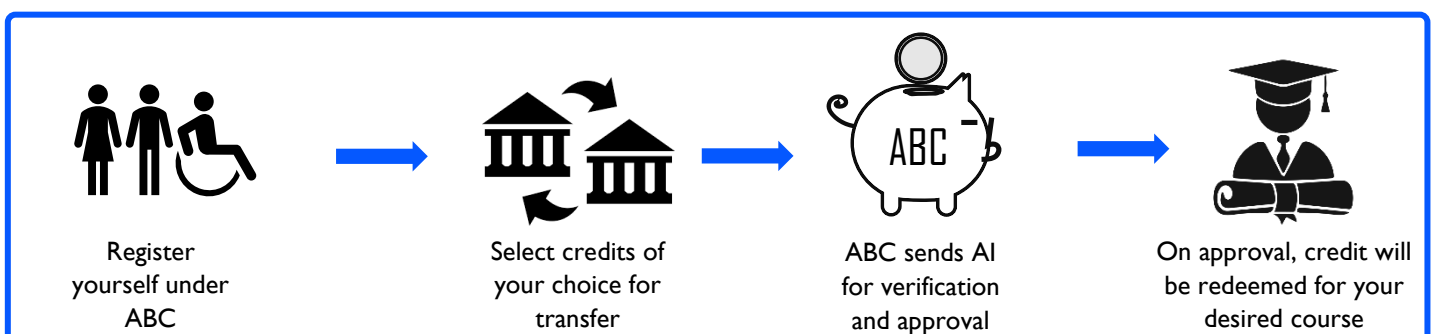 ABC
Register
yourself under
ABC
Select credits of
your choice for
transfer
ABC sends AI
for verification
and approval
On approval, credit will
be redeemed for your
desired course